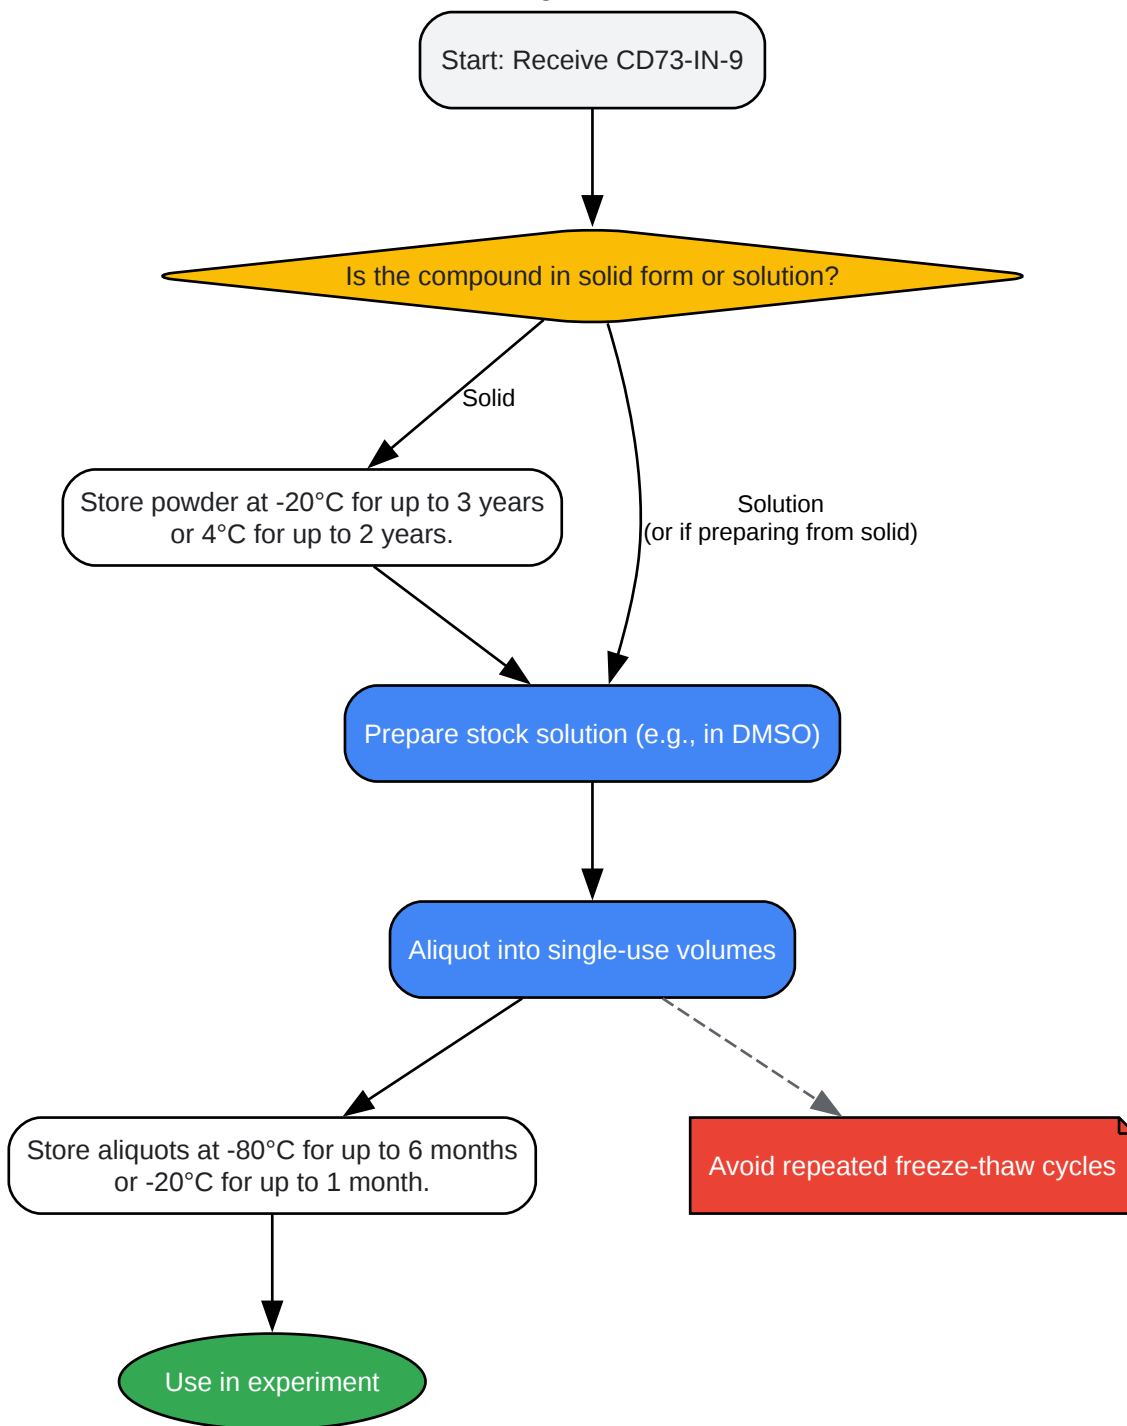 Start: Receive CD73-IN-9
Is the compound in solid form or solution?
Solid
Store powder at -20°C for up to 3 years
or 4°C for up to 2 years.
Solution
(or if preparing from solid)
Prepare stock solution (e.g., in DMSO)
Aliquot into single-use volumes
Store aliquots at -80°C for up to 6 months
or -20°C for up to 1 month.
Avoid repeated freeze-thaw cycles
Use in experiment